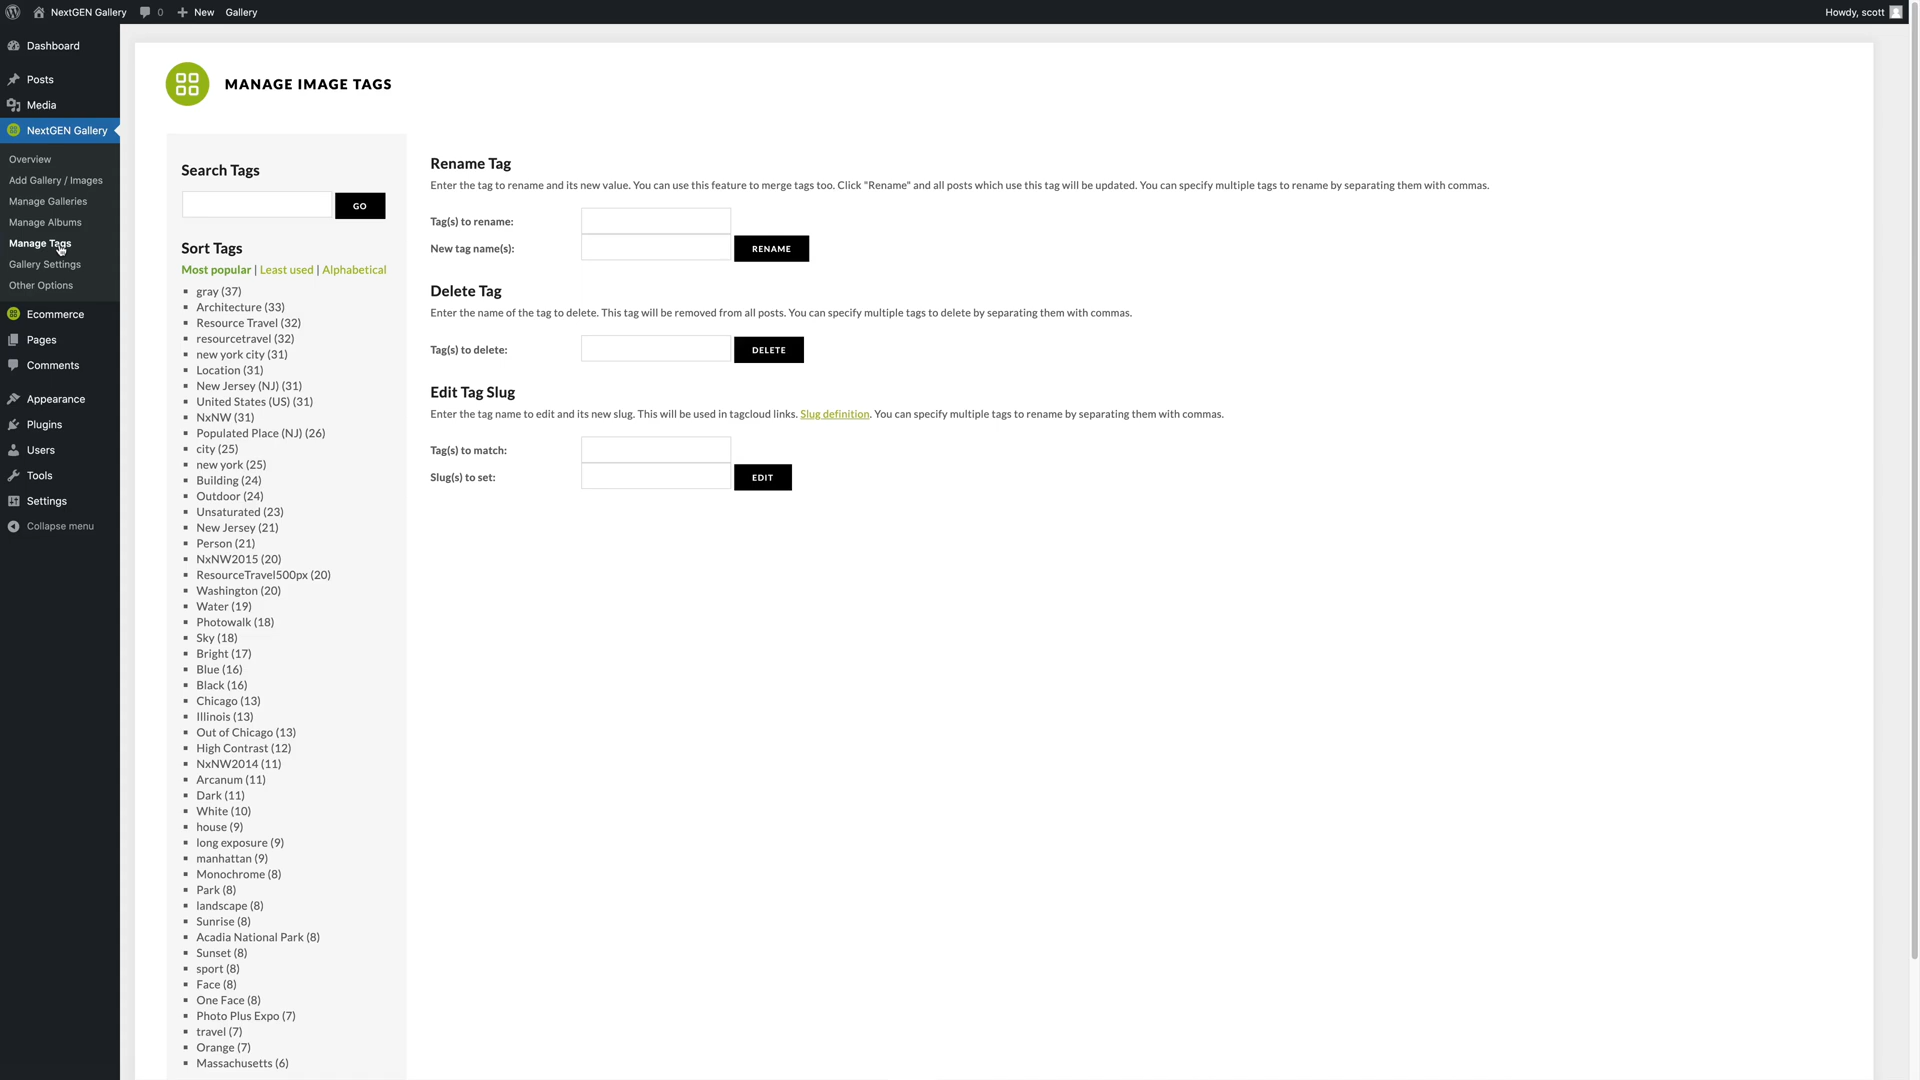 NextGEN Gallery 0 New Gallery Howdy, scott
Dashboard
Posts
Media
NextGEN Gallery
Overview
Add Gallery / Images
Manage Galleries
Manage Albums
Manage Tags
Gallery Settings
Other Options
Ecommerce
Pages
Comments
Appearance
Plugins
Users
Tools
Settings
Collapse menu
MANAGE IMAGE TAGS
Search Tags
GO
Sort Tags
Most popular | Least used | Alphabetical
gray (37)
Architecture (33)
Resource Travel (32)
resourcetravel (32)
new york city (31)
Location (31)
New Jersey (NJ) (31)
United States (US) (31)
NxNW (31)
Populated Place (NJ) (26)
city (25)
new york (25)
Building (24)
Outdoor (24)
Unsaturated (23)
New Jersey (21)
Person (21)
NxNW2015 (20)
ResourceTravel500px (20)
Washington (20)
Water (19)
Photowalk (18)
Sky (18)
Bright (17)
Blue (16)
Black (16)
Chicago (13)
Illinois (13)
Out of Chicago (13)
High Contrast (12)
NxNW2014 (11)
Arcanum (11)
Dark (11)
White (10)
house (9)
long exposure (9)
manhattan (9)
Monochrome (8)
Park (8)
landscape (8)
Sunrise (8)
Acadia National Park (8)
Sunset (8)
sport (8)
Face (8)
One Face (8)
Photo Plus Expo (7)
travel (7)
Orange (7)
Massachusetts (6)
Rename Tag
Enter the tag to rename and its new value. You can use this feature to merge tags too. Click "Rename" and all posts which use this tag will be updated. You can specify multiple tags to rename by separating them with commas.
Tag(s) to rename:
New tag name(s): RENAME
Delete Tag
Enter the name of the tag to delete. This tag will be removed from all posts. You can specify multiple tags to delete by separating them with commas.
Tag(s) to delete: DELETE
Edit Tag Slug
Enter the tag name to edit and its new slug. This will be used in tagcloud links. Slug definition. You can specify multiple tags to rename by separating them with commas.
Tag(s) to match:
Slug(s) to set: EDIT